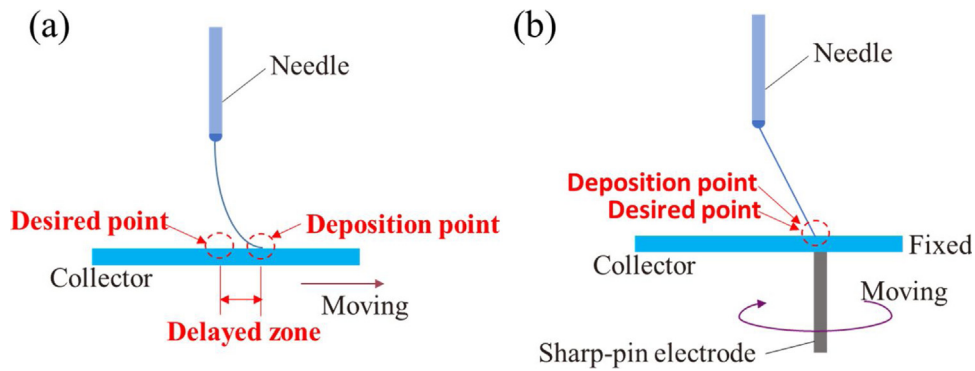 (a)
Needle
Desired point
Deposition point
Collector
Moving
Delayed zone
(b)
Needle
Deposition point
Desired point
Fixed
Collector
Moving
Sharp-pin electrode